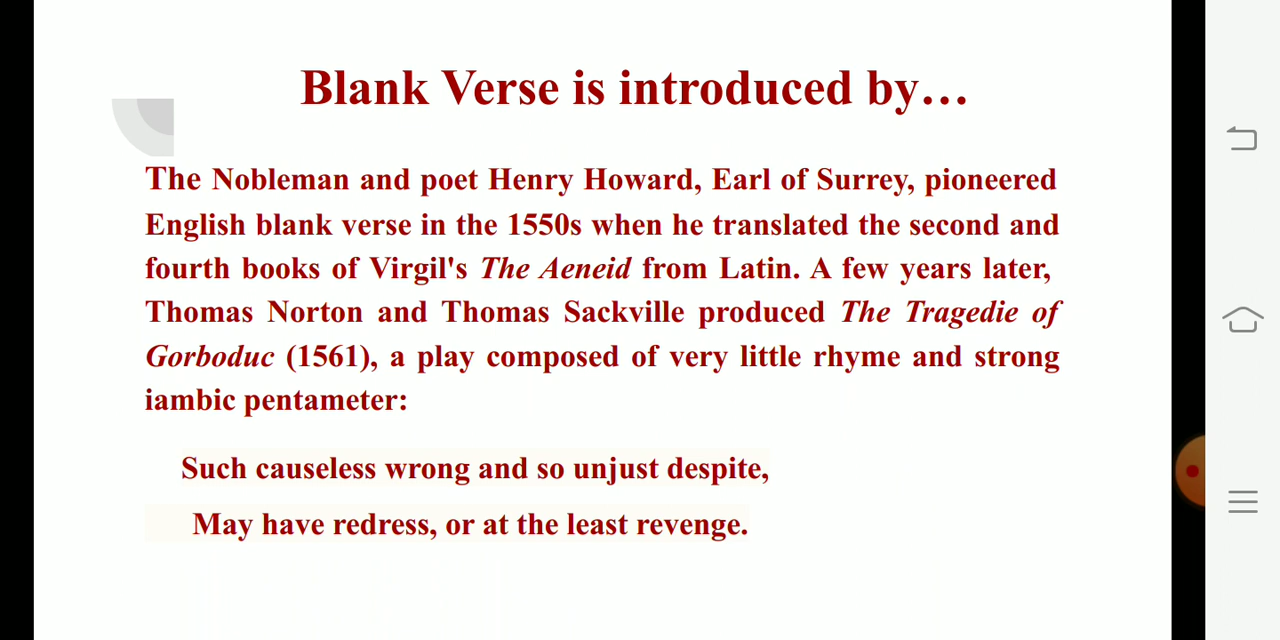 Blank Verse is introduced by…
The Nobleman and poet Henry Howard, Earl of Surrey, pioneered
English blank verse in the 1550s when he translated the second and
fourth books of Virgil's The Aeneid from Latin. A few years later,
Thomas Norton and Thomas Sackville produced The Tragedie of
Gorboduc (1561), a play composed of very little rhyme and strong
iambic pentameter:
Such causeless wrong and so unjust despite,
May have redress, or at the least revenge.